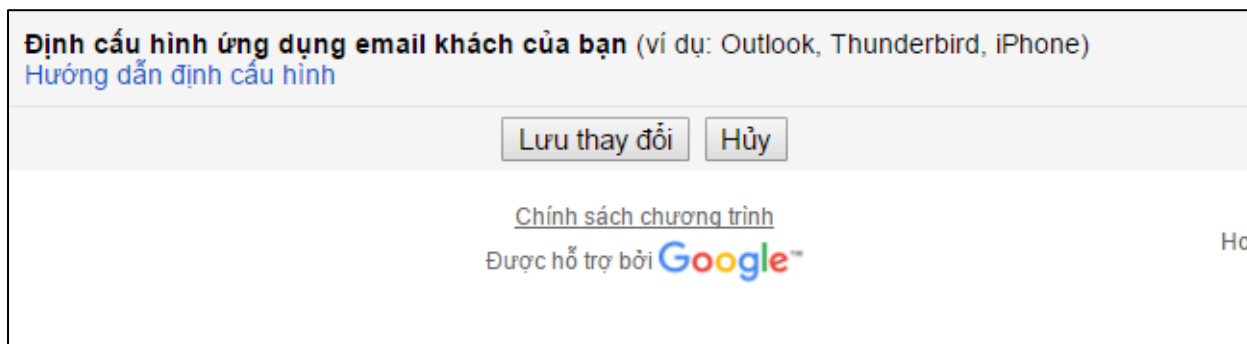 Định cấu hình ứng dụng email khách của bạn (ví dụ: Outlook, Thunderbird, iPhone)
Hướng dẫn định cấu hình
Lưu thay đổi Hủy
Chính sách chương trình
Được hỗ trợ bởi Google™